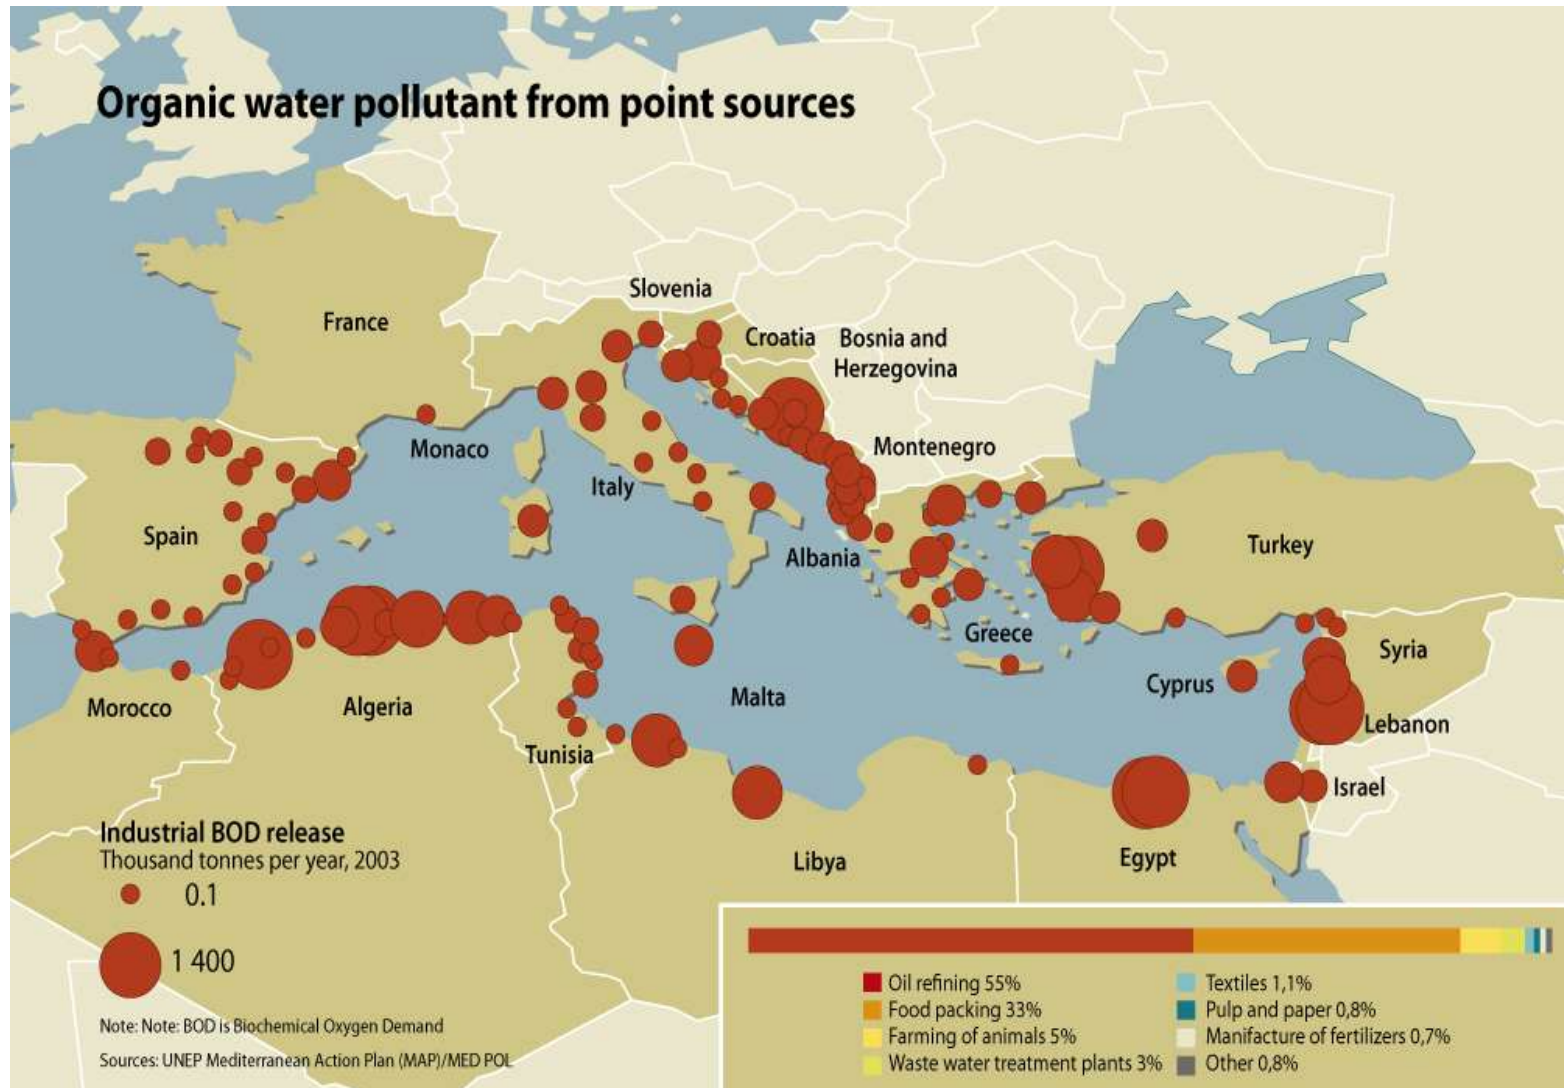 Organic water pollutant from point sources
Slovenia
France
Croatia
Bosnia and
Herzegovina
Monaco
Montenegro
Italy
Spain
Albania
Turkey
Greece
Syria
Cyprus
Morocco
Algeria
Malta
Lebanon
Tunisia
Israel
Libya
Egypt
Industrial BOD release
Thousand tonnes per year, 2003
0.1
1 400
Note: Note: BOD is Biochemical Oxygen Demand
Sources: UNEP Mediterranean Action Plan (MAP)/MED POL
Oil refining 55%
Food packing 33%
Farming of animals 5%
Waste water treatment plants 3%
Textiles 1,1%
Pulp and paper 0,8%
Manifacture of fertilizers 0,7%
Other 0,8%